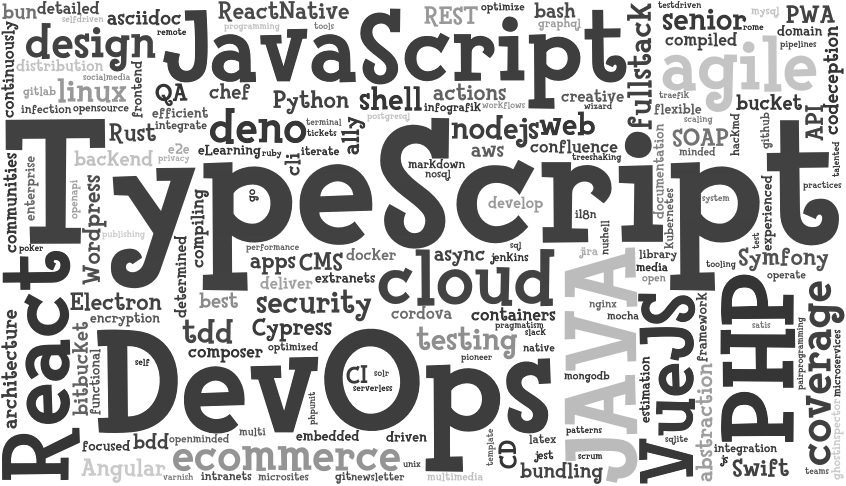 bun
detailed
selfdriven
asciidoc
ReactNative
programming
tools
REST
optimize
bash
graphql
testdriven
senior
rome
mysql
PWA
continuously
design
remote
JavaScript
fullstack
compiled
domain
pipelines
distribution
socialmedia
frontend
agile
codeception
gitlab
linux
QA
chef
Python
shell
actions
creative
traefik
flexible
bucket
infection
opensource
efficient
integrate
infografik
workflows
wizard
scaling
hackmd
github
API
Rust
deno
terminal
tickets
ally
postgresql
nodejs
web
SOAP
minded
talented
communities
enterprise
backend
e2e
privacy
eLearning
ruby
cli
iterate
markdown
nosql
aws
confluence
treeshaking
documentation
TypeScript
openapi
Wordpress
go
develop
i18n
kubernetes
system
practices
publishing
compiling
nushell
test
experienced
poker
performance
async
sql
jenkins
jira
library
media
open
tooling
Symfony
operate
React
determined
apps
CMS
docker
deliver
extranets
cloud
best
security
cordova
containers
nginx
mocha
JAVA
Electron
encryption
tdd
Cypress
testing
pragmatism
slack
native
VueJS
framework
PHP
satis
coverage
pairprogramming
microservices
architecture
bitbucket
functional
composer
optimized
DevOps
self
CI
solr
serverless
pioneer
mongodb
estimation
abstraction
phpunit
focused
bdd
openminded
multi
embedded
driven
template
CD
latex
jest
patterns
scrum
sqlite
integration
js
Swift
teams
ghostinspector
Angular
varnish
ecommerce
intranets
microsites
gitnewsletter
unix
multimedia
bundling